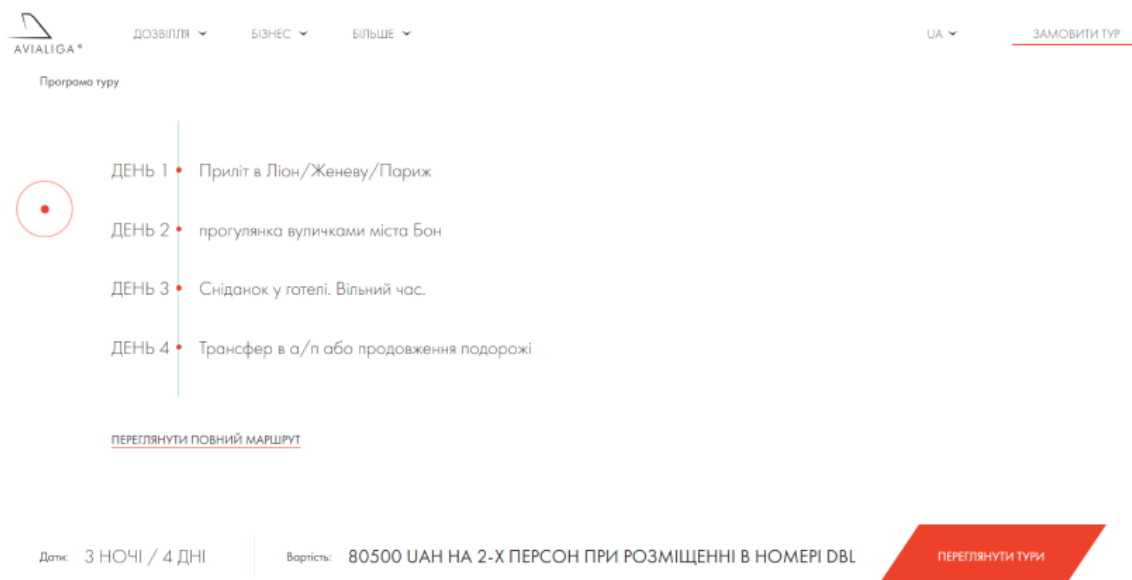 ДОЗВІЛЛЯ БІЗНЕС БІЛЬШЕ UA ЗАМОВИТИ ТУР
AVIALIGA®
Програма туру
ДЕНЬ 1 Приліт в Ліон/Женеву/Париж
ДЕНЬ 2 прогулянка вуличками міста Бон
ДЕНЬ 3 Сніданок у готелі. Вільний час.
ДЕНЬ 4 Трансфер в а/п або продовження подорожі
ПЕРЕГЛЯНУТИ ПОВНИЙ МАРШРУТ
Дати: 3 НОЧІ / 4 ДНІ Вартість: 80500 UAH НА 2-Х ПЕРСОН ПРИ РОЗМІЩЕННІ В НОМЕРІ DBL ПЕРЕГЛЯНУТИ ТУРИ